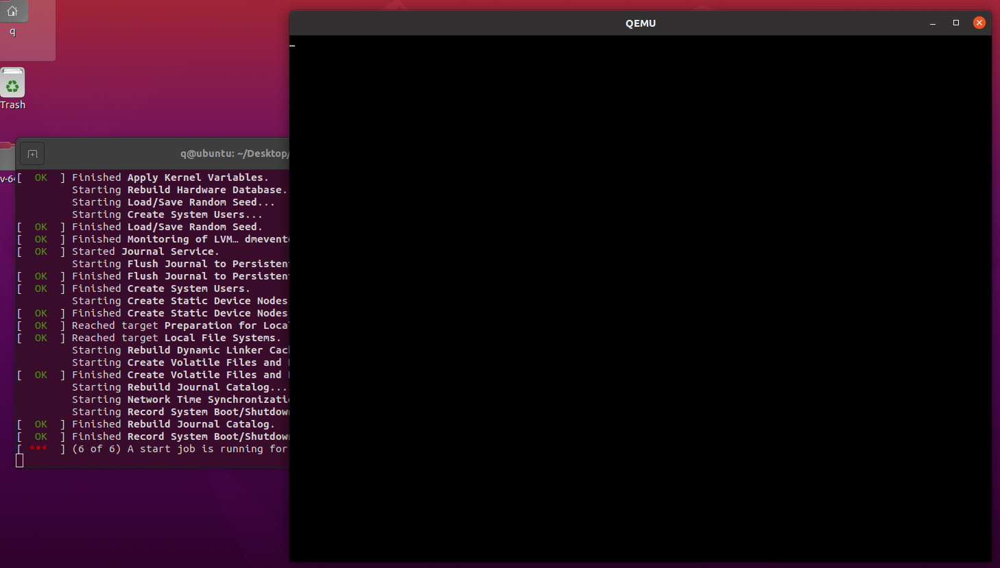 q
Trash
v-64
q@ubuntu: ~/Desktop/
[  OK  ] Finished Apply Kernel Variables.
Starting Rebuild Hardware Database.
Starting Load/Save Random Seed...
Starting Create System Users...
[  OK  ] Finished Load/Save Random Seed.
[  OK  ] Finished Monitoring of LVM… dmevent
[  OK  ] Started Journal Service.
Starting Flush Journal to Persisten
[  OK  ] Finished Flush Journal to Persisten
[  OK  ] Finished Create System Users.
Starting Create Static Device Nodes
[  OK  ] Finished Create Static Device Nodes
[  OK  ] Reached target Preparation for Loca
[  OK  ] Reached target Local File Systems.
Starting Rebuild Dynamic Linker Cac
Starting Create Volatile Files and
[  OK  ] Finished Create Volatile Files and
Starting Rebuild Journal Catalog...
Starting Network Time Synchronizati
Starting Record System Boot/Shutdow
[  OK  ] Finished Rebuild Journal Catalog.
[  OK  ] Finished Record System Boot/Shutdow
[ *** ] (6 of 6) A start job is running for
QEMU